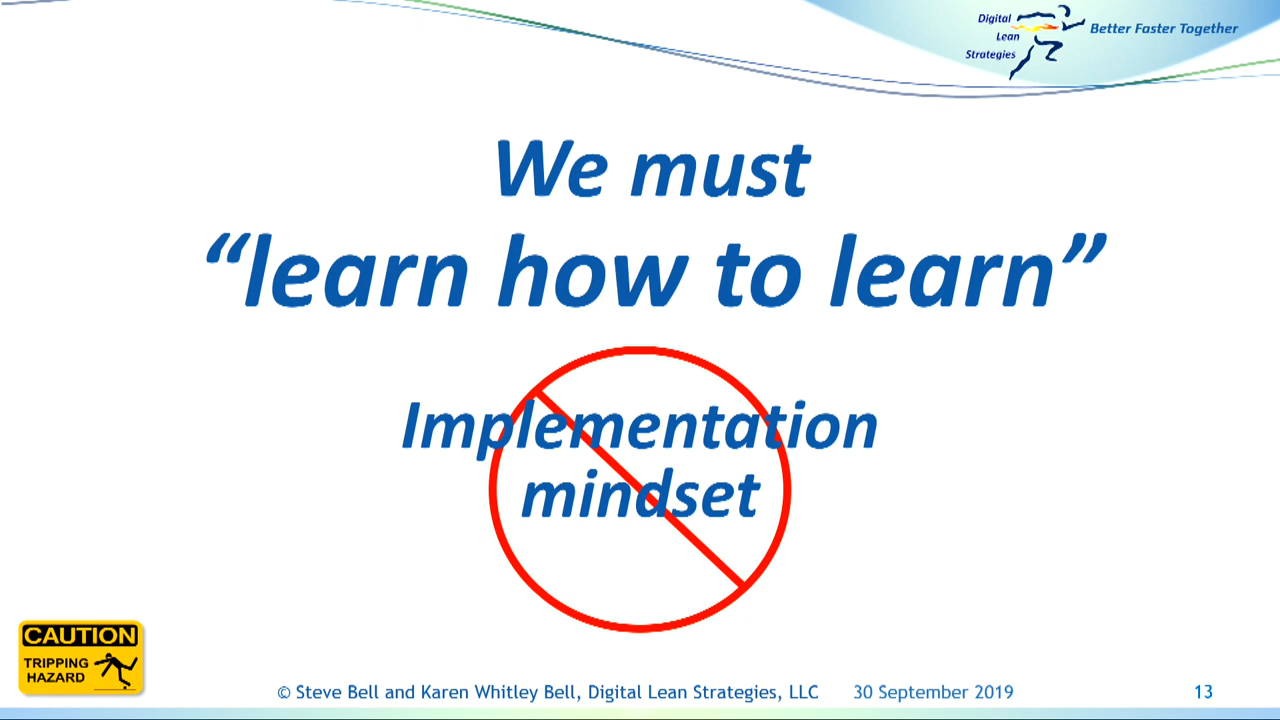 Digital
Lean
Strategies
Better Faster Together
We must
“learn how to learn”
Implementation
mindset
CAUTION
TRIPPING
HAZARD
© Steve Bell and Karen Whitley Bell, Digital Lean Strategies, LLC 30 September 2019 13